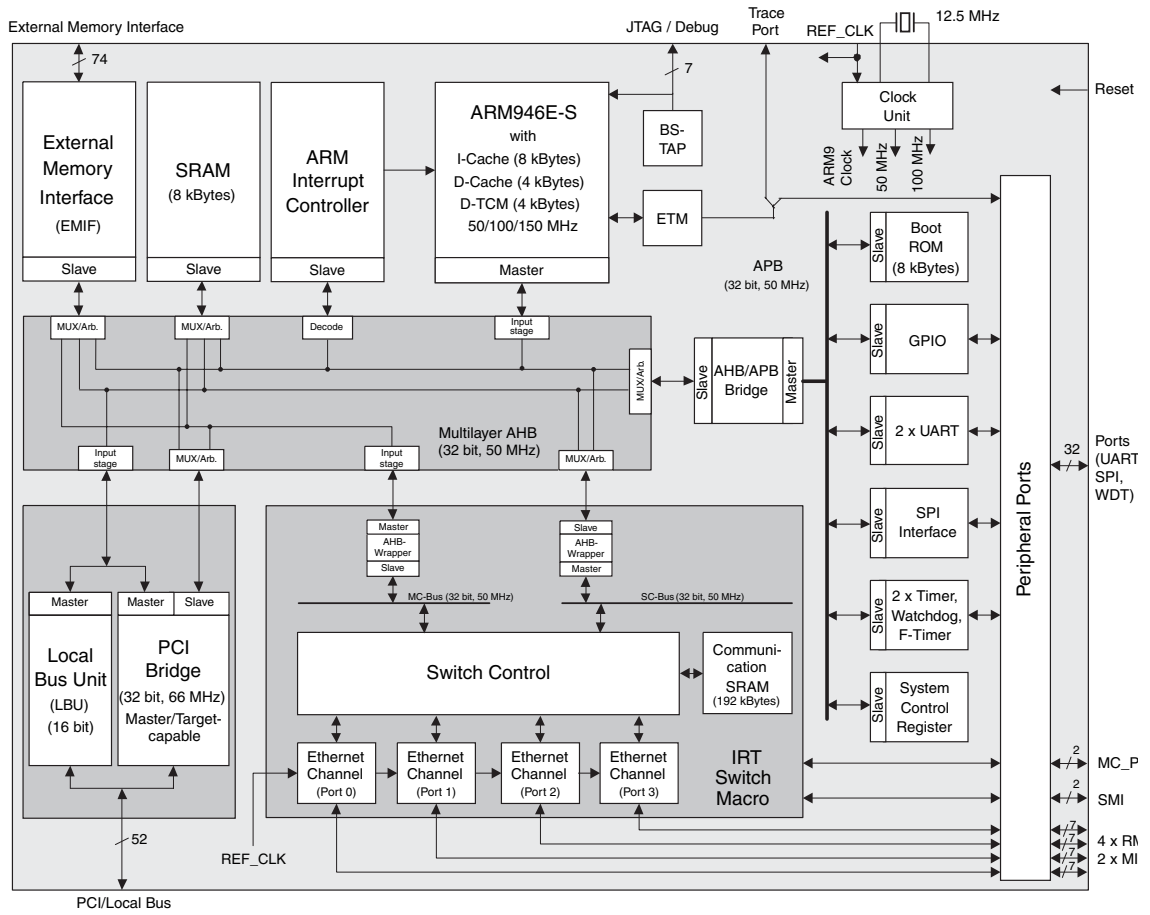 External Memory Interface
JTAG / Debug
Trace
Port
REF_CLK
12.5 MHz
74
7
Reset
External
Memory
Interface
(EMIF)
Slave
SRAM
(8 kBytes)
Slave
ARM
Interrupt
Controller
Slave
ARM946E-S
with
I-Cache (8 kBytes)
D-Cache (4 kBytes)
D-TCM (4 kBytes)
50/100/150 MHz
Master
BS-
TAP
ETM
Clock
Unit
ARM9
Clock
50 MHz
100 MHz
APB
(32 bit, 50 MHz)
Slave
Boot
ROM
(8 kBytes)
Slave
GPIO
Slave
2 x UART
Slave
SPI
Interface
Slave
2 x Timer,
Watchdog,
F-Timer
Slave
System
Control
Register
Peripheral Ports
32
Ports
(UART
SPI,
WDT)
MUX/Arb.
MUX/Arb.
Decode
Input
stage
MUX/Arb.
Slave
AHB/APB
Bridge
Master
Multilayer AHB
(32 bit, 50 MHz)
Input
stage
MUX/Arb.
Input
stage
MUX/Arb.
Master
AHB-
Wrapper
Slave
Slave
AHB-
Wrapper
Master
MC-Bus (32 bit, 50 MHz)
SC-Bus (32 bit, 50 MHz)
Master
Local
Bus Unit
(LBU)
(16 bit)
Master
Slave
PCI
Bridge
(32 bit, 66 MHz)
Master/Target-
capable
Switch Control
Communi-
cation
SRAM
(192 kBytes)
Ethernet
Channel
(Port 0)
Ethernet
Channel
(Port 1)
Ethernet
Channel
(Port 2)
Ethernet
Channel
(Port 3)
IRT
Switch
Macro
2
MC_P
2
SMI
7
7
7
7
4 x RM
2 x MI
52
REF_CLK
PCI/Local Bus